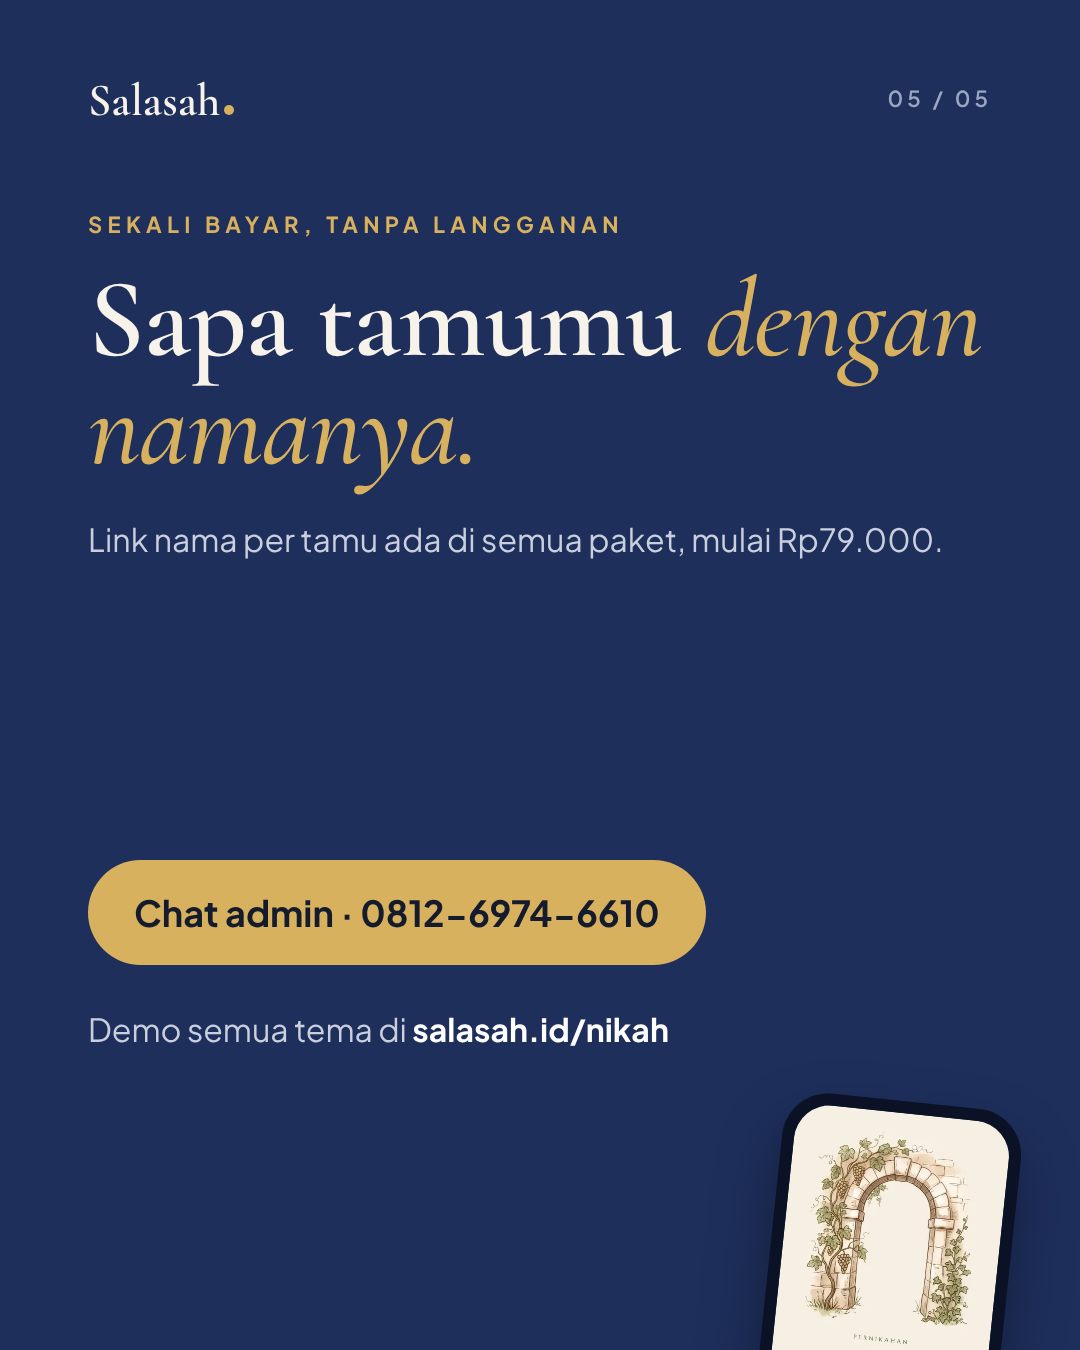 Salasah.
05 / 05
SEKALI BAYAR, TANPA LANGGANAN
Sapa tamumu dengan
namanya.
Link nama per tamu ada di semua paket, mulai Rp79.000.
Chat admin · 0812-6974-6610
Demo semua tema di salasah.id/nikah
PERNIKAHAN